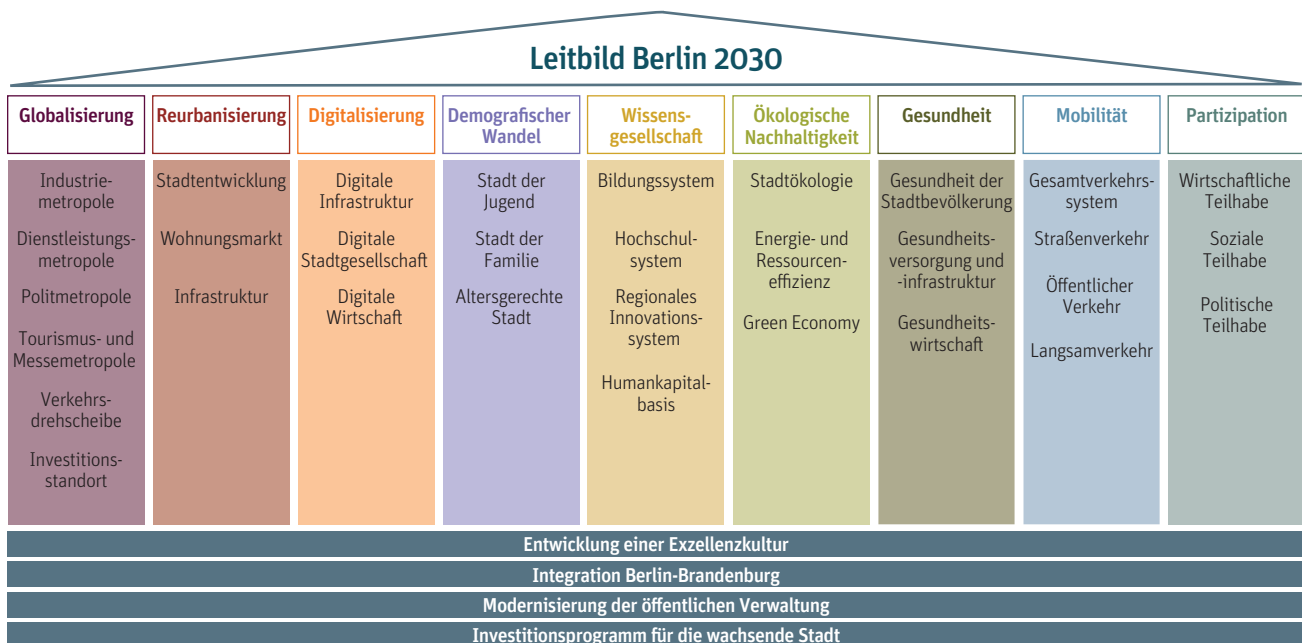 Leitbild Berlin 2030
Globalisierung
Industrie-
metropole
Dienstleistungs-
metropole
Politmetropole
Tourismus- und
Messemetropole
Verkehrs-
drehscheibe
Investitions-
standort
Reurbanisierung
Stadtentwicklung
Wohnungsmarkt
Infrastruktur
Digitalisierung
Digitale
Infrastruktur
Digitale
Stadtgesellschaft
Digitale
Wirtschaft
Demografischer
Wandel
Stadt der
Jugend
Stadt der
Familie
Altersgerechte
Stadt
Wissens-
gesellschaft
Bildungssystem
Hochschul-
system
Regionales
Innovations-
system
Humankapital-
basis
Ökologische
Nachhaltigkeit
Stadtökologie
Energie- und
Ressourcen-
effizienz
Green Economy
Gesundheit
Gesundheit der
Stadtbevölkerung
Gesundheits-
versorgung und
-infrastruktur
Gesundheits-
wirtschaft
Mobilität
Gesamtverkehrs-
system
Straßenverkehr
Öffentlicher
Verkehr
Langsamverkehr
Partizipation
Wirtschaftliche
Teilhabe
Soziale
Teilhabe
Politische
Teilhabe
Entwicklung einer Exzellenzkultur
Integration Berlin-Brandenburg
Modernisierung der öffentlichen Verwaltung
Investitionsprogramm für die wachsende Stadt